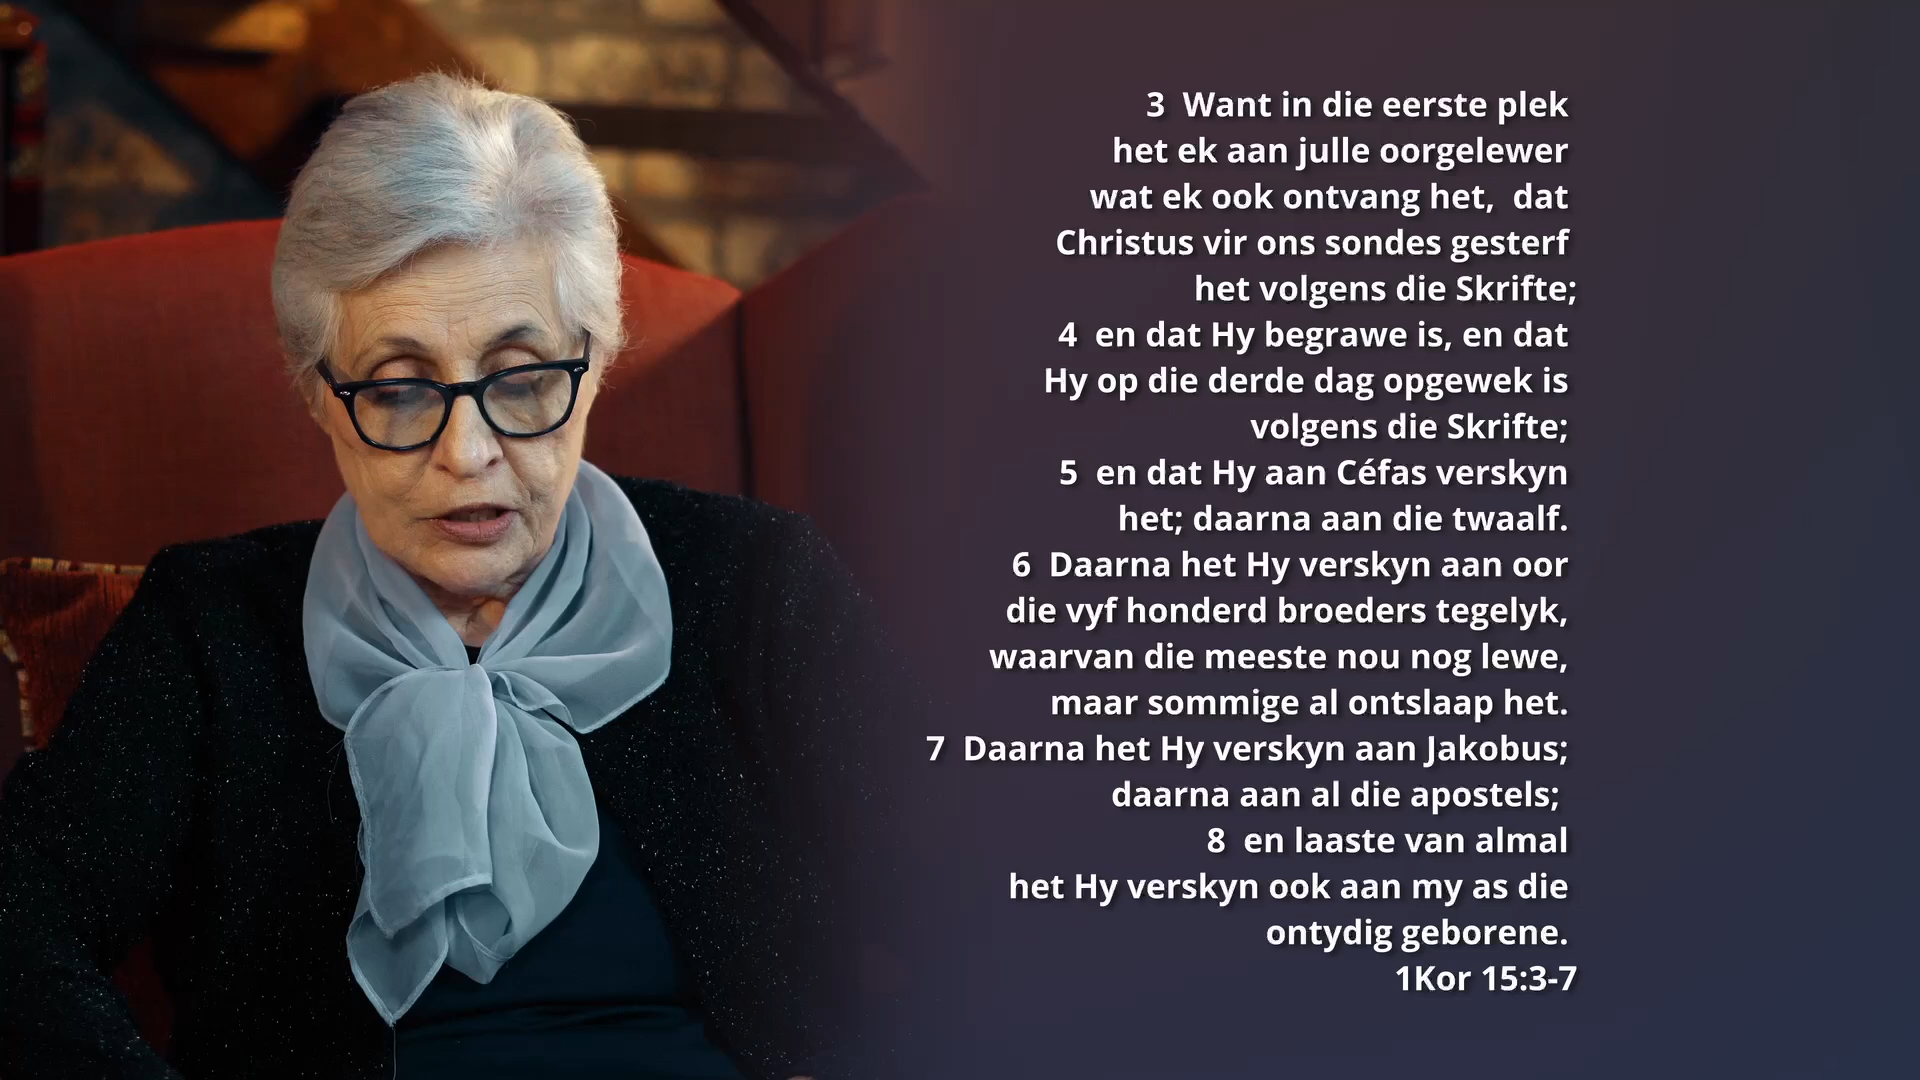 3  Want in die eerste plek
het ek aan julle oorgelewer
wat ek ook ontvang het,  dat
Christus vir ons sondes gesterf
het volgens die Skrifte;
4  en dat Hy begrawe is, en dat
Hy op die derde dag opgewek is
volgens die Skrifte;
5  en dat Hy aan Céfas verskyn
het; daarna aan die twaalf.
6  Daarna het Hy verskyn aan oor
die vyf honderd broeders tegelyk,
waarvan die meeste nou nog lewe,
maar sommige al ontslaap het.
7  Daarna het Hy verskyn aan Jakobus;
daarna aan al die apostels;
8  en laaste van almal
het Hy verskyn ook aan my as die
ontydig geborene.
1Kor 15:3-7